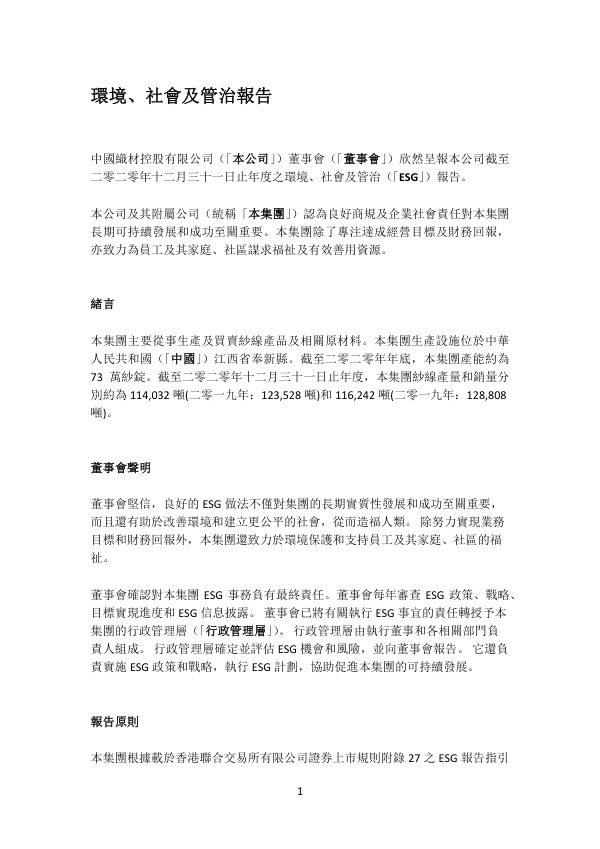 環境、社會及管治報告
中國織材控股有限公司（「本公司」）董事會（「董事會」）欣然呈報本公司截至
二零二零年十二月三十一日止年度之環境、社會及管治（「ESG」）報告。
本公司及其附屬公司（統稱「本集團」）認為良好商規及企業社會責任對本集團
長期可持續發展和成功至關重要。本集團除了專注達成經營目標及財務回報，
亦致力為員工及其家庭、社區謀求福祉及有效善用資源。
緒言
本集團主要從事生產及買賣紗線產品及相關原材料。本集團生產設施位於中華
人民共和國（「中國」）江西省奉新縣。截至二零二零年年底，本集團產能約為
73 萬紗錠。截至二零二零年十二月三十一日止年度，本集團紗線產量和銷量分
別約為 114,032 噸(二零一九年：123,528 噸)和 116,242 噸(二零一九年：128,808
噸)。
董事會聲明
董事會堅信，良好的 ESG 做法不僅對集團的長期實質性發展和成功至關重要，
而且還有助於改善環境和建立更公平的社會，從而造福人類。 除努力實現業務
目標和財務回報外，本集團還致力於環境保護和支持員工及其家庭、社區的福
祉。
董事會確認對本集團 ESG 事務負有最終責任。董事會每年審查 ESG 政策、戰略、
目標實現進度和 ESG 信息披露。 董事會已將有關執行 ESG 事宜的責任轉授予本
集團的行政管理層（「行政管理層」）。 行政管理層由執行董事和各相關部門負
責人組成。 行政管理層確定並評估 ESG 機會和風險，並向董事會報告。 它還負
責實施 ESG 政策和戰略，執行 ESG 計劃，協助促進本集團的可持續發展。
報告原則
本集團根據載於香港聯合交易所有限公司證券上市規則附錄 27 之 ESG 報告指引
1